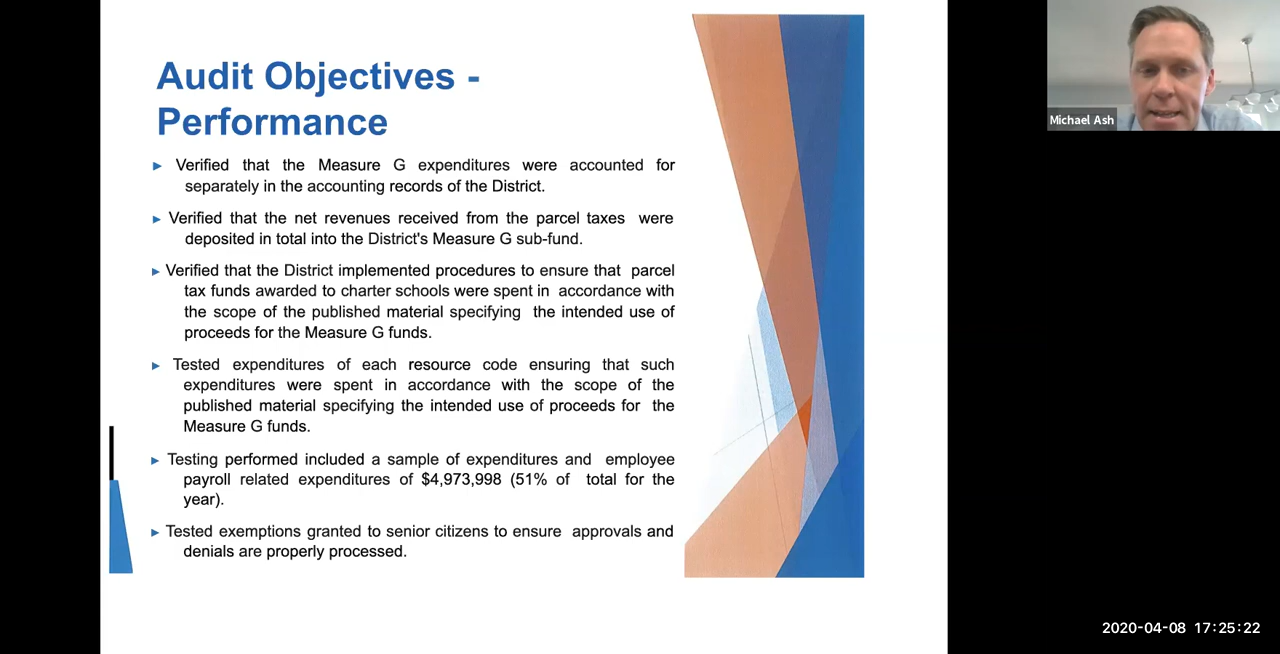 Audit Objectives -
Performance
► Verified that the Measure G expenditures were accounted for
separately in the accounting records of the District.
► Verified that the net revenues received from the parcel taxes were
deposited in total into the District's Measure G sub-fund.
► Verified that the District implemented procedures to ensure that parcel
tax funds awarded to charter schools were spent in accordance with
the scope of the published material specifying the intended use of
proceeds for the Measure G funds.
► Tested expenditures of each resource code ensuring that such
expenditures were spent in accordance with the scope of the
published material specifying the intended use of proceeds for the
Measure G funds.
► Testing performed included a sample of expenditures and employee
payroll related expenditures of $4,973,998 (51% of total for the
year).
► Tested exemptions granted to senior citizens to ensure approvals and
denials are properly processed.
Michael Ash
2020-04-08 17:25:22